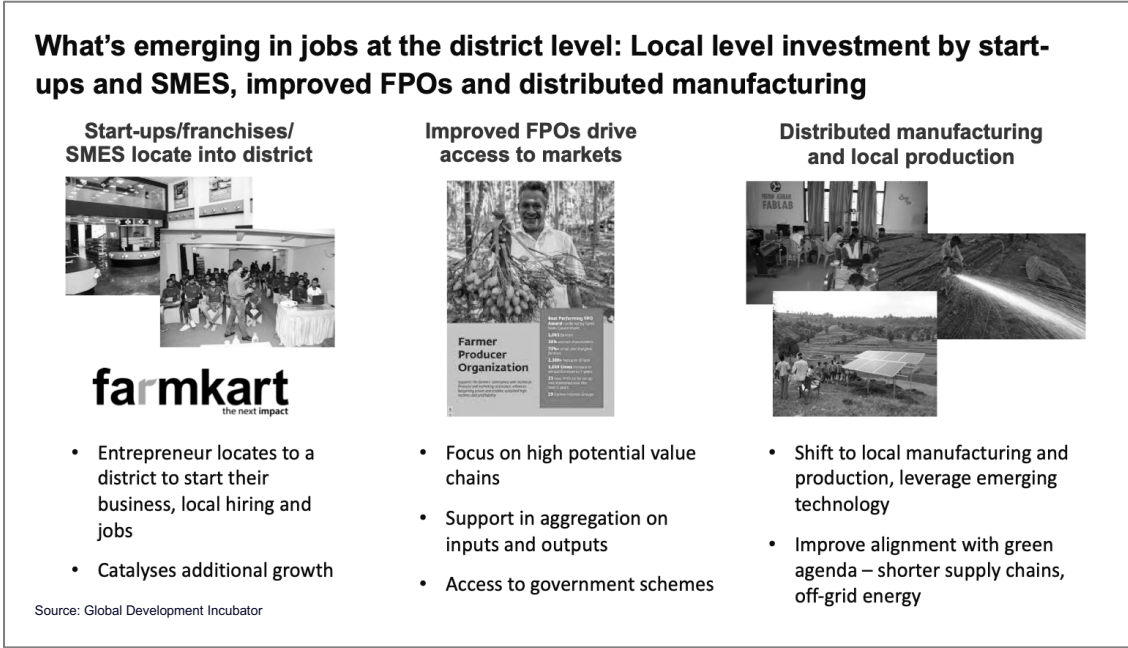 What's emerging in jobs at the district level: Local level investment by start-
ups and SMES, improved FPOs and distributed manufacturing
Start-ups/franchises/
SMES locate into district
farmkart
the next impact
• Entrepreneur locates to a
district to start their
business, local hiring and
jobs
• Catalyses additional growth
Improved FPOs drive
access to markets
Farmer
Producer
Organization
Best Performing FPO
• Focus on high potential value
chains
• Support in aggregation on
inputs and outputs
• Access to government schemes
Distributed manufacturing
and local production
FABLAB
• Shift to local manufacturing and
production, leverage emerging
technology
• Improve alignment with green
agenda – shorter supply chains,
off-grid energy
Source: Global Development Incubator